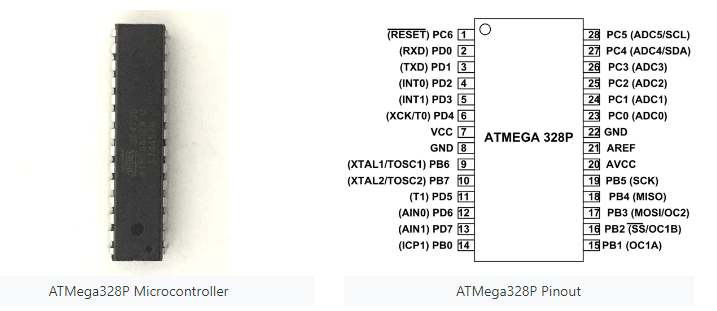 (RESET) PC6 1
(RXD) PD0 2
(TXD) PD1 3
(INT0) PD2 4
(INT1) PD3 5
(XCK/T0) PD4 6
VCC 7
GND 8
(XTAL1/TOSC1) PB6 9
(XTAL2/TOSC2) PB7 10
(T1) PD5 11
(AIN0) PD6 12
(AIN1) PD7 13
(ICP1) PB0 14
ATMEGA 328P
28 PC5 (ADC5/SCL)
27 PC4 (ADC4/SDA)
26 PC3 (ADC3)
25 PC2 (ADC2)
24 PC1 (ADC1)
23 PC0 (ADC0)
22 GND
21 AREF
20 AVCC
19 PB5 (SCK)
18 PB4 (MISO)
17 PB3 (MOSI/OC2)
16 PB2 (SS/OC1B)
15 PB1 (OC1A)
ATMega328P Microcontroller
ATMega328P Pinout